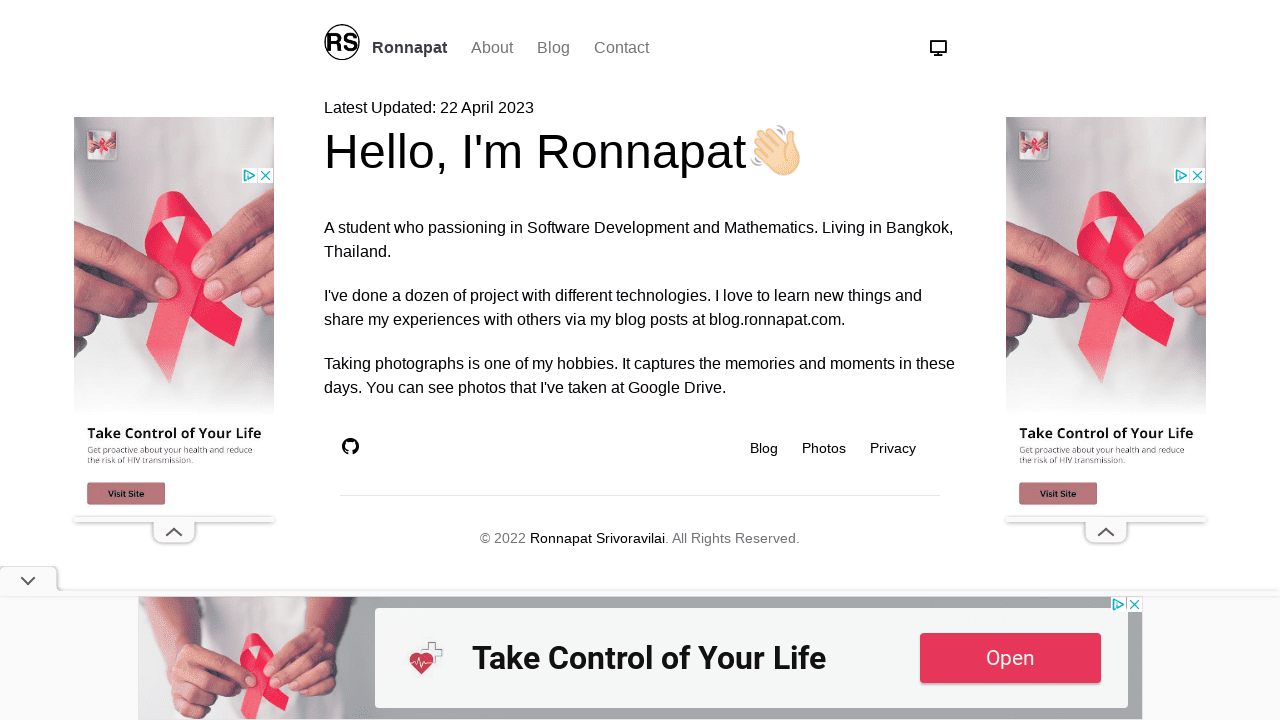 RS Ronnapat About Blog Contact
Latest Updated: 22 April 2023
Hello, I'm Ronnapat👋🏼
A student who passioning in Software Development and Mathematics. Living in Bangkok,
Thailand.
I've done a dozen of project with different technologies. I love to learn new things and
share my experiences with others via my blog posts at blog.ronnapat.com.
Taking photographs is one of my hobbies. It captures the memories and moments in these
days. You can see photos that I've taken at Google Drive.
Blog Photos Privacy
© 2022 Ronnapat Srivoravilai. All Rights Reserved.
Take Control of Your Life
Get proactive about your health and reduce
the risk of HIV transmission.
Visit Site
Take Control of Your Life
Get proactive about your health and reduce
the risk of HIV transmission.
Visit Site
Take Control of Your Life
Open